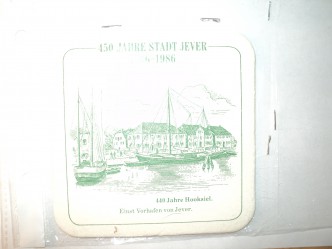 450 JAHRE STADT JEVER
6-1986
440 Jahre Hooksiel.
Einst Vorhafen von Jever.